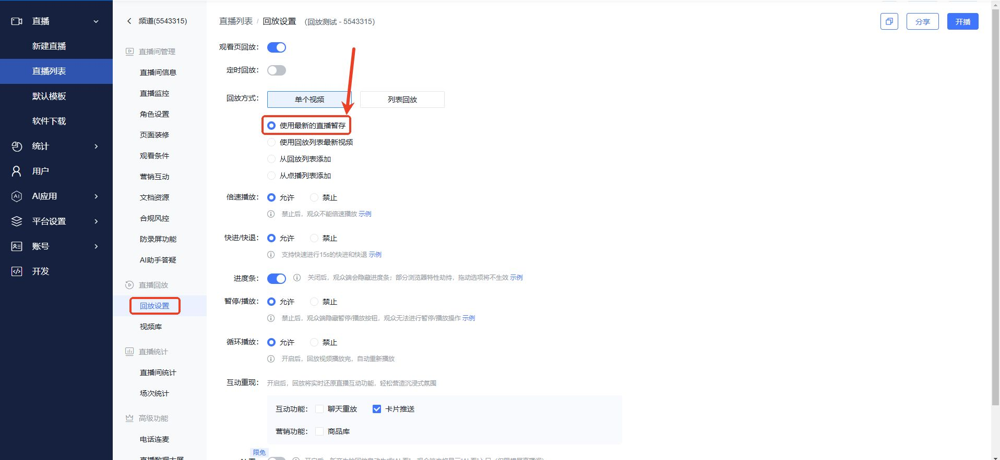 直播
新建直播
直播列表
默认模板
软件下载
统计
用户
AI应用
平台设置
账号
开发
频道(5543315)
直播间管理
直播间信息
直播监控
角色设置
页面装修
观看条件
营销互动
文档资源
合规风控
防录屏功能
AI助手答疑
直播回放
回放设置
视频库
直播统计
直播间统计
场次统计
高级功能
电话连麦
直播数据大屏
直播列表 / 回放设置 (回放测试 - 5543315)
分享 开播
观看页回放：
定时回放：
回放方式： 单个视频 列表回放
使用最新的直播暂存
使用回放列表最新视频
从回放列表添加
从点播列表添加
倍速播放： 允许 禁止
禁止后，观众不能倍速播放 示例
快进/快退： 允许 禁止
支持快速进行15s的快进和快退 示例
进度条： 关闭后，观众端会隐藏进度条；部分浏览器特性劫持，拖动选项将不生效 示例
暂停/播放： 允许 禁止
禁止后，观众端隐藏暂停/播放按钮，观众无法进行暂停/播放操作 示例
循环播放： 允许 禁止
开启后，回放视频播放完，自动重新播放
互动重现： 开启后，回放将实时还原直播互动功能，轻松营造沉浸式氛围
互动功能： 聊天重放 卡片推送
营销功能： 商品库
限免